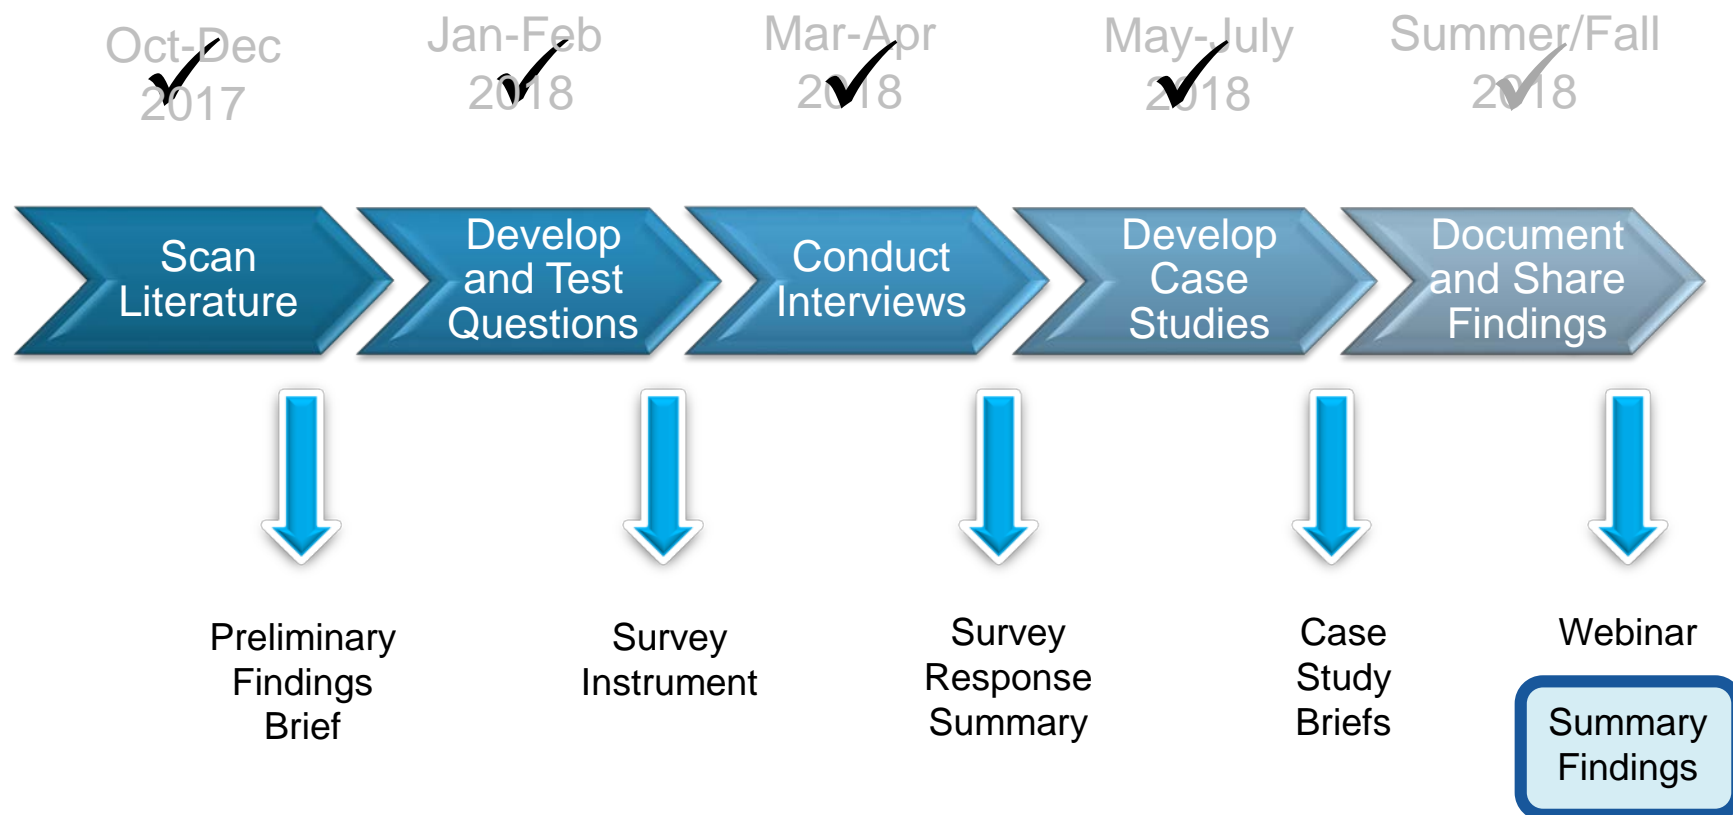 Oct-Dec
2017
Jan-Feb
2018
Mar-Apr
2018
May-July
2018
Summer/Fall
2018
Scan
Literature
Develop
and Test
Questions
Conduct
Interviews
Develop
Case
Studies
Document
and Share
Findings
Preliminary
Findings
Brief
Survey
Instrument
Survey
Response
Summary
Case
Study
Briefs
Webinar
Summary
Findings